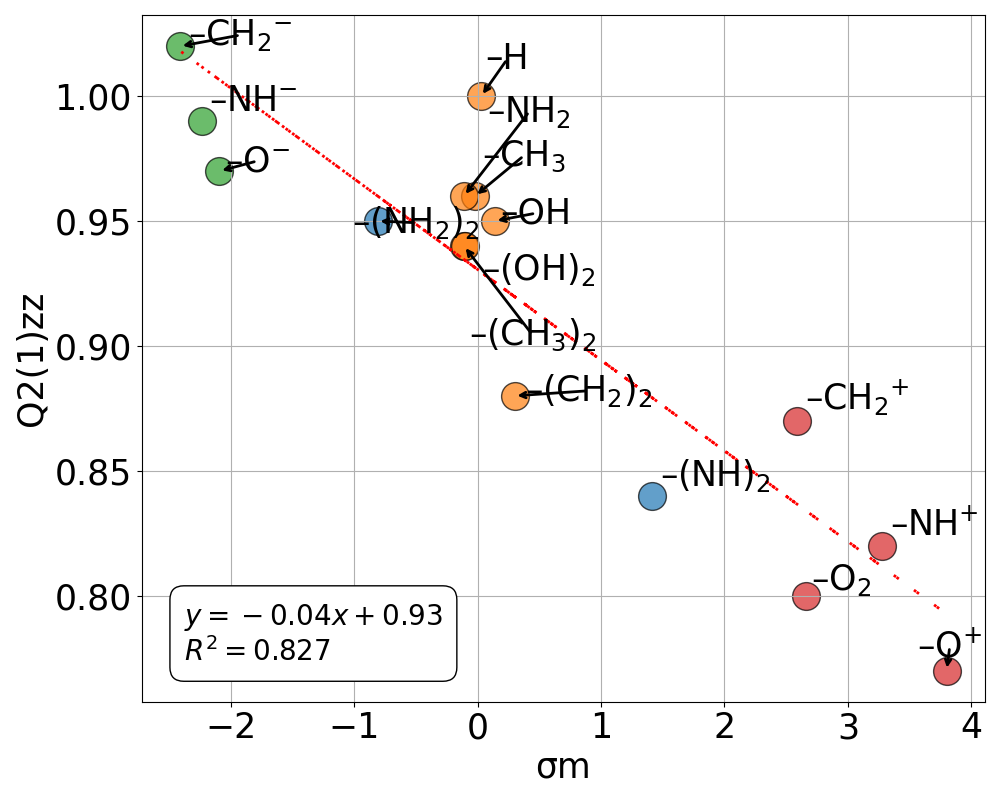 –CH₂⁻
–H
1.00
–NH⁻
–NH₂
–CH₃
–O⁻
0.95
–(NH₂)₂
–OH
–(OH)₂
0.90
–(CH₃)₂
–(CH₂)₂
–CH₂⁺
0.85
–(NH)₂
–NH⁺
0.80
–O₂
–O⁺
y = −0.04x + 0.93
R² = 0.827
Q2(1)zz
−2 −1 0 1 2 3 4
σm